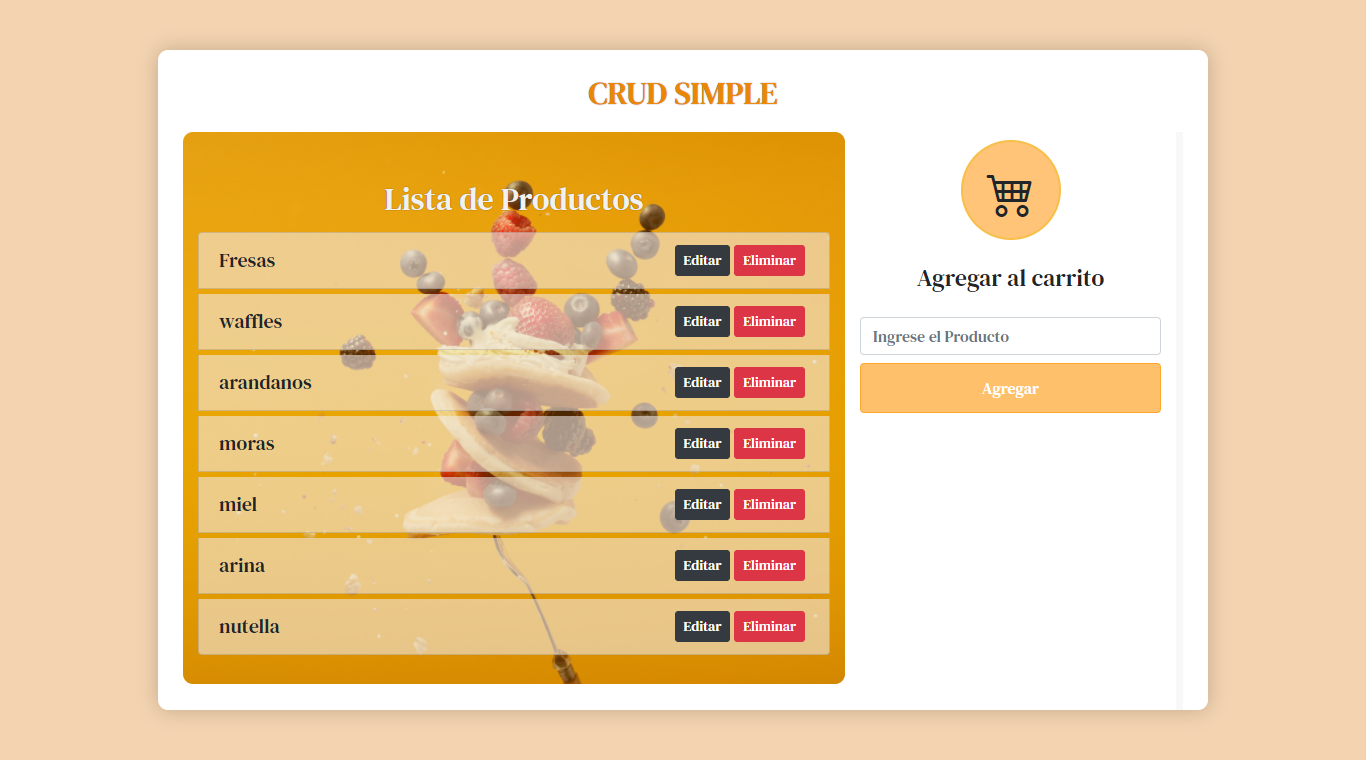 CRUD SIMPLE
Lista de Productos
Fresas Editar Eliminar
waffles Editar Eliminar
arandanos Editar Eliminar
moras Editar Eliminar
miel Editar Eliminar
arina Editar Eliminar
nutella Editar Eliminar
Agregar al carrito
Ingrese el Producto
Agregar